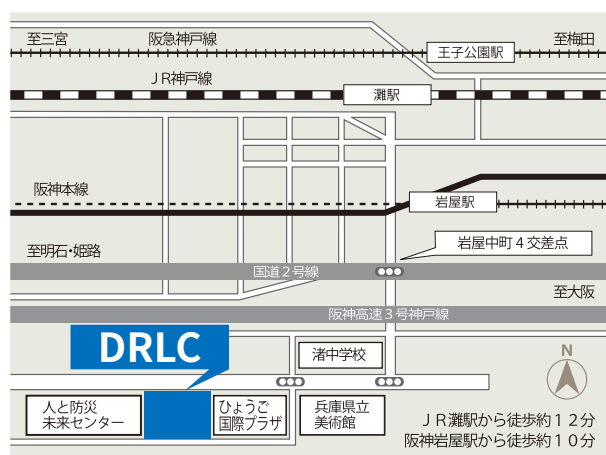 至三宮
阪急神戸線
王子公園駅
至梅田
ＪＲ神戸線
灘駅
阪神本線
岩屋駅
至明石・姫路
岩屋中町４交差点
国道２号線
至大阪
阪神高速３号神戸線
DRLC
渚中学校
N
人と防災
未来センター
ひょうご
国際プラザ
兵庫県立
美術館
ＪＲ灘駅から徒歩約１２分
阪神岩屋駅から徒歩約１０分